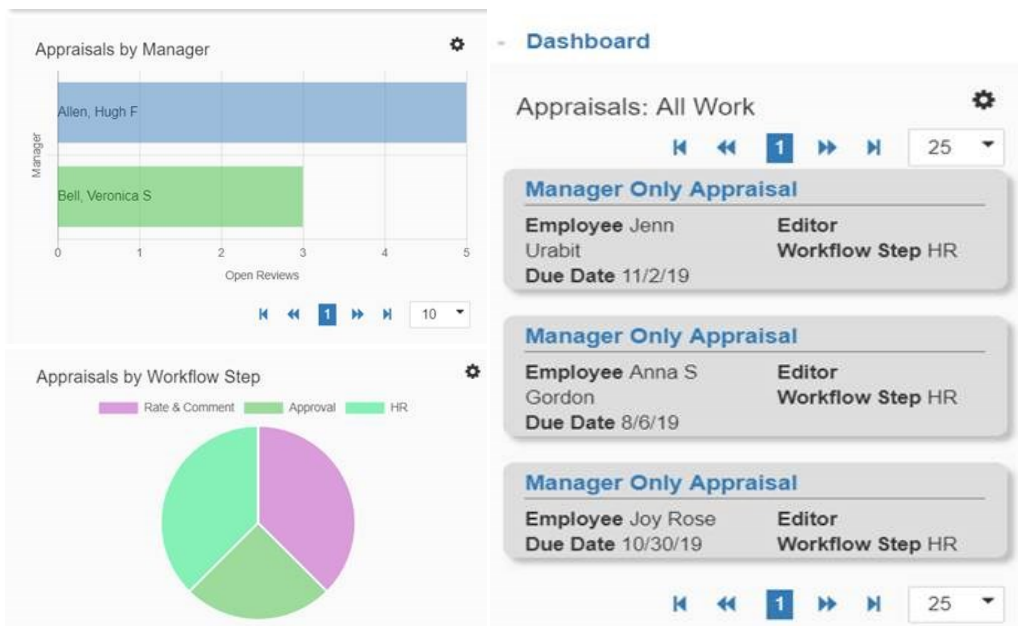 Appraisals by Manager
Allen, Hugh F
Manager
Bell, Veronica S
0 1 2 3 4 5
Open Reviews
1 10
Appraisals by Workflow Step
Rate & Comment Approval HR
- Dashboard
Appraisals: All Work
1 25
Manager Only Appraisal
Employee Jenn Editor
Urabit Workflow Step HR
Due Date 11/2/19
Manager Only Appraisal
Employee Anna S Editor
Gordon Workflow Step HR
Due Date 8/6/19
Manager Only Appraisal
Employee Joy Rose Editor
Due Date 10/30/19 Workflow Step HR
1 25